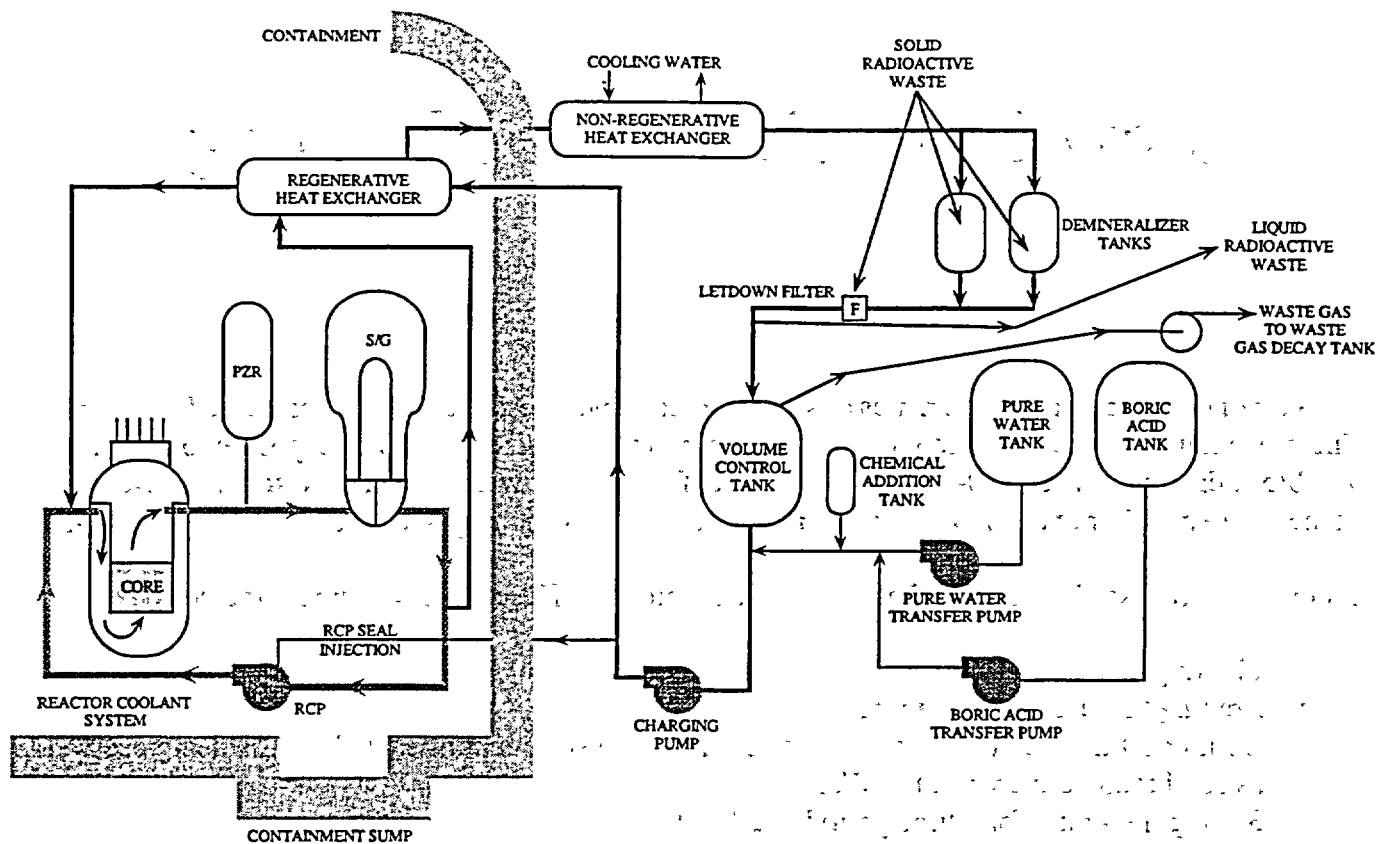 CONTAINMENT
COOLING WATER
SOLID
RADIOACTIVE
WASTE
NON-REGENERATIVE
HEAT EXCHANGER
REGENERATIVE
HEAT EXCHANGER
DEMINERALIZER
TANKS
LIQUID
RADIOACTIVE
WASTE
LETDOWN FILTER
F
WASTE GAS
TO WASTE
GAS DECAY TANK
PZR
S/G
PURE
WATER
TANK
BORIC
ACID
TANK
VOLUME
CONTROL
TANK
CHEMICAL
ADDITION
TANK
CORE
PURE WATER
TRANSFER PUMP
RCP SEAL
INJECTION
REACTOR COOLANT
SYSTEM
RCP
CHARGING
PUMP
BORIC ACID
TRANSFER PUMP
CONTAINMENT SUMP